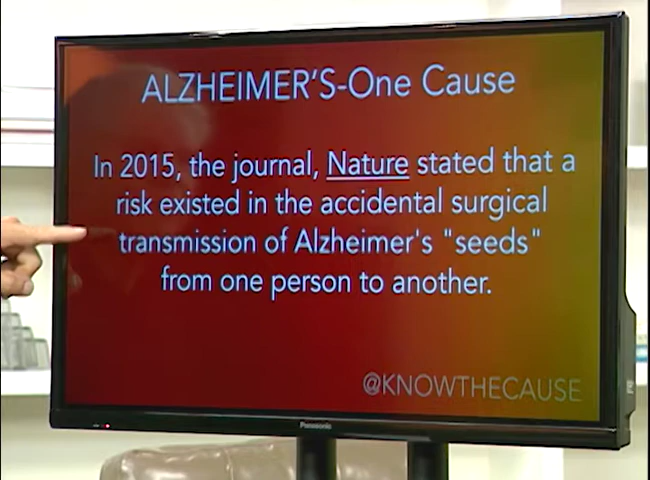 ALZHEIMER'S-One Cause
In 2015, the journal, Nature stated that a
risk existed in the accidental surgical
transmission of Alzheimer's "seeds"
from one person to another.
@KNOWTHECAUSE
Panasonic